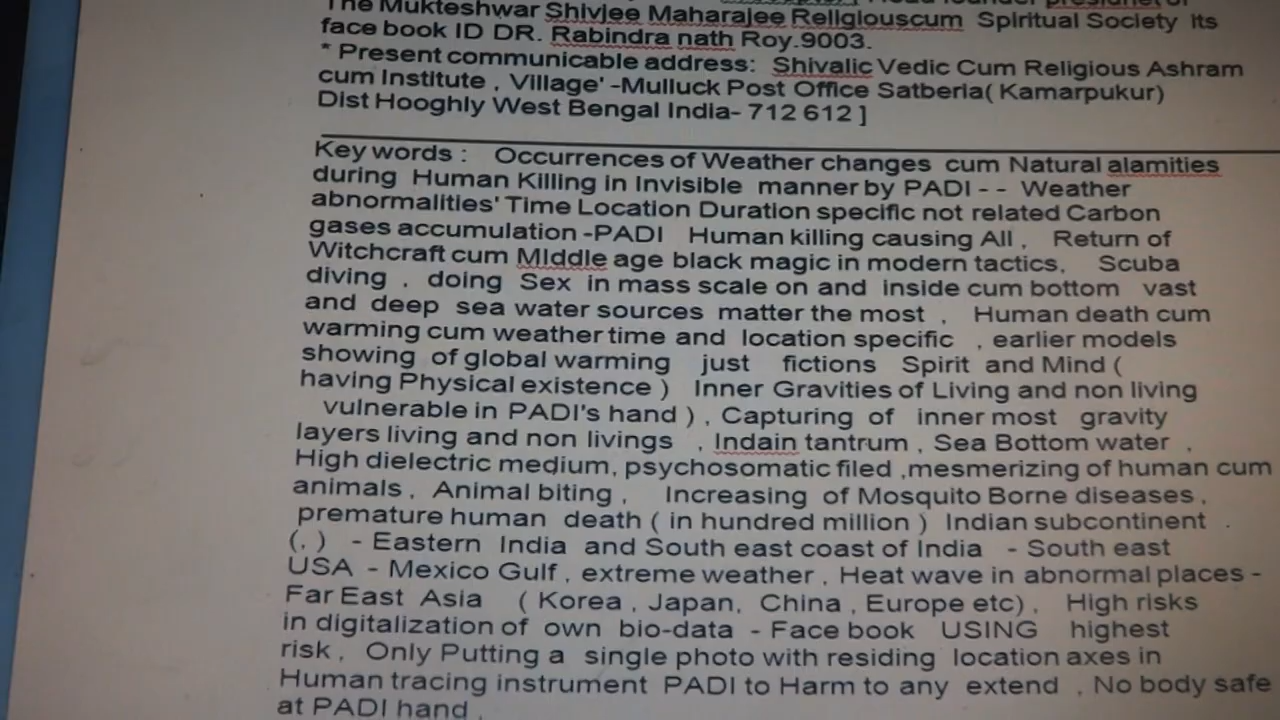 The Mukteshwar Shivjee Maharajee Religiouscum Spiritual Society its
face book ID DR. Rabindra nath Roy.9003.
* Present communicable address: Shivalic Vedic Cum Religious Ashram
cum Institute , Village' -Mulluck Post Office Satberia( Kamarpukur)
Dist Hooghly West Bengal India- 712 612 ]
Key words : Occurrences of Weather changes cum Natural alamities
during Human Killing in Invisible manner by PADI - - Weather
abnormalities' Time Location Duration specific not related Carbon
gases accumulation -PADI Human killing causing All , Return of
Witchcraft cum MIddle age black magic in modern tactics, Scuba
diving , doing Sex in mass scale on and inside cum bottom vast
and deep sea water sources matter the most , Human death cum
warming cum weather time and location specific , earlier models
showing of global warming just fictions Spirit and Mind (
having Physical existence ) Inner Gravities of Living and non living
vulnerable in PADI's hand ) , Capturing of inner most gravity
layers living and non livings , Indain tantrum , Sea Bottom water ,
High dielectric medium, psychosomatic filed ,mesmerizing of human cum
animals , Animal biting , Increasing of Mosquito Borne diseases ,
premature human death ( in hundred million ) Indian subcontinent .
(, ) - Eastern India and South east coast of India - South east
USA - Mexico Gulf , extreme weather , Heat wave in abnormal places -
Far East Asia ( Korea , Japan, China , Europe etc) , High risks
in digitalization of own bio-data - Face book USING highest
risk , Only Putting a single photo with residing location axes in
Human tracing instrument PADI to Harm to any extend , No body safe
at PADI hand ,